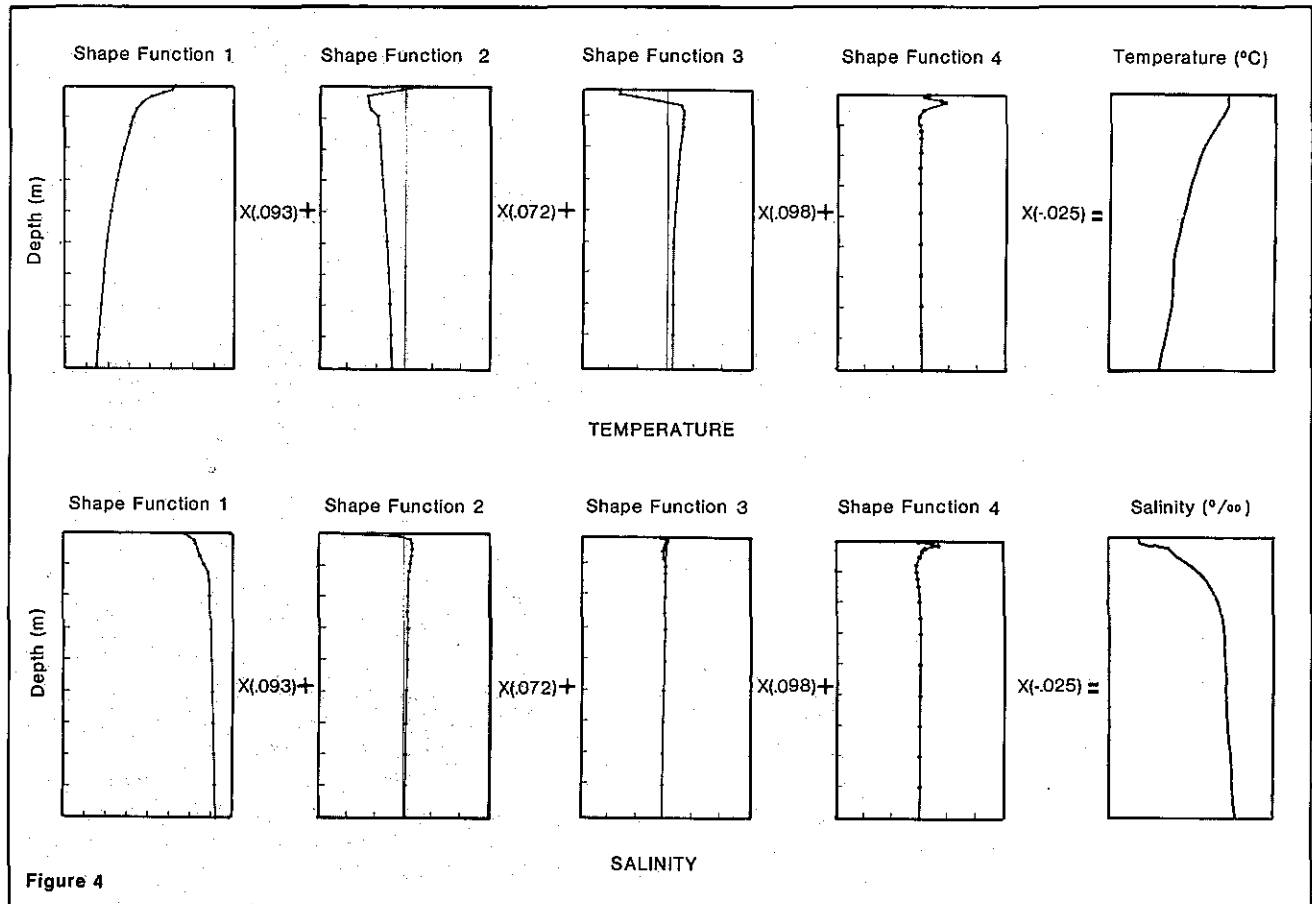 Shape Function 1
Shape Function 2
Shape Function 3
Shape Function 4
Temperature (ºC)
Depth (m)
X(.093)+
X(.072)+
X(.098)+
X(-.025)=
TEMPERATURE
Shape Function 1
Shape Function 2
Shape Function 3
Shape Function 4
Salinity (º/oo)
Depth (m)
X(.093)+
X(.072)+
X(.098)+
X(-.025)=
SALINITY
Figure 4